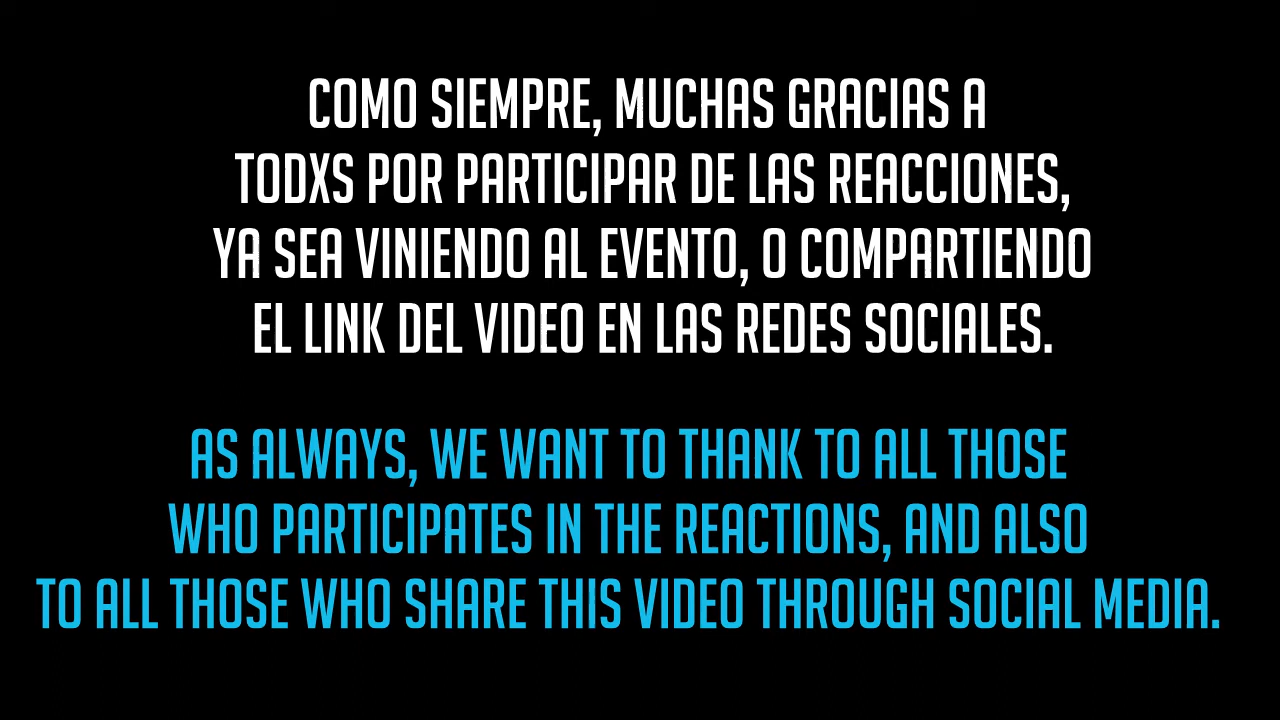 COMO SIEMPRE, MUCHAS GRACIAS A
TODXS POR PARTICIPAR DE LAS REACCIONES,
YA SEA VINIENDO AL EVENTO, O COMPARTIENDO
EL LINK DEL VIDEO EN LAS REDES SOCIALES.
AS ALWAYS, WE WANT TO THANK TO ALL THOSE
WHO PARTICIPATES IN THE REACTIONS, AND ALSO
TO ALL THOSE WHO SHARE THIS VIDEO THROUGH SOCIAL MEDIA.